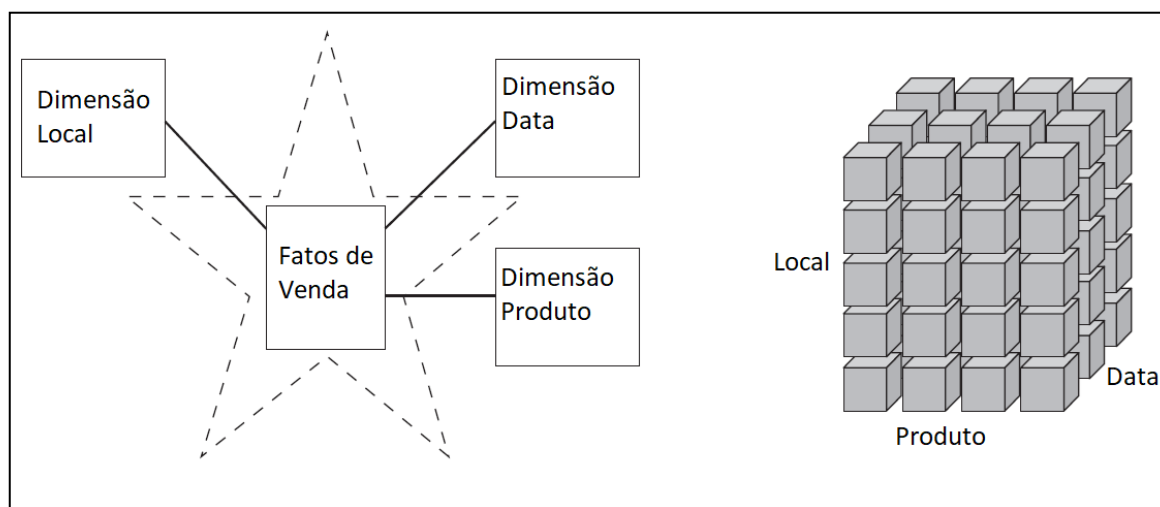 Dimensão
Local
Dimensão
Data
Fatos de
Venda
Dimensão
Produto
Local
Data
Produto